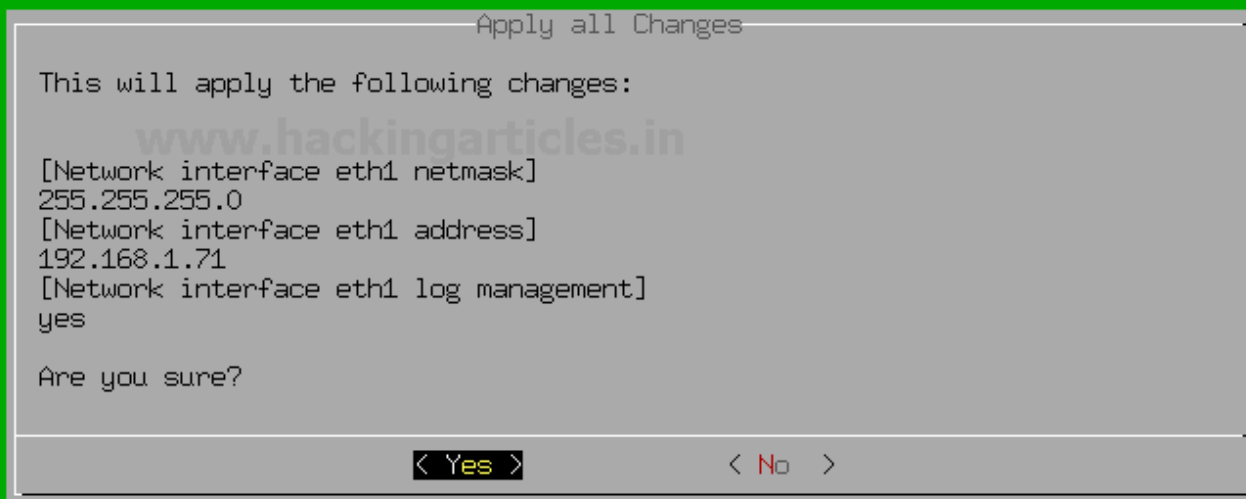 Apply all Changes
This will apply the following changes:
www.hackingarticles.in
[Network interface eth1 netmask]
255.255.255.0
[Network interface eth1 address]
192.168.1.71
[Network interface eth1 log management]
yes
Are you sure?
< Yes > < No >